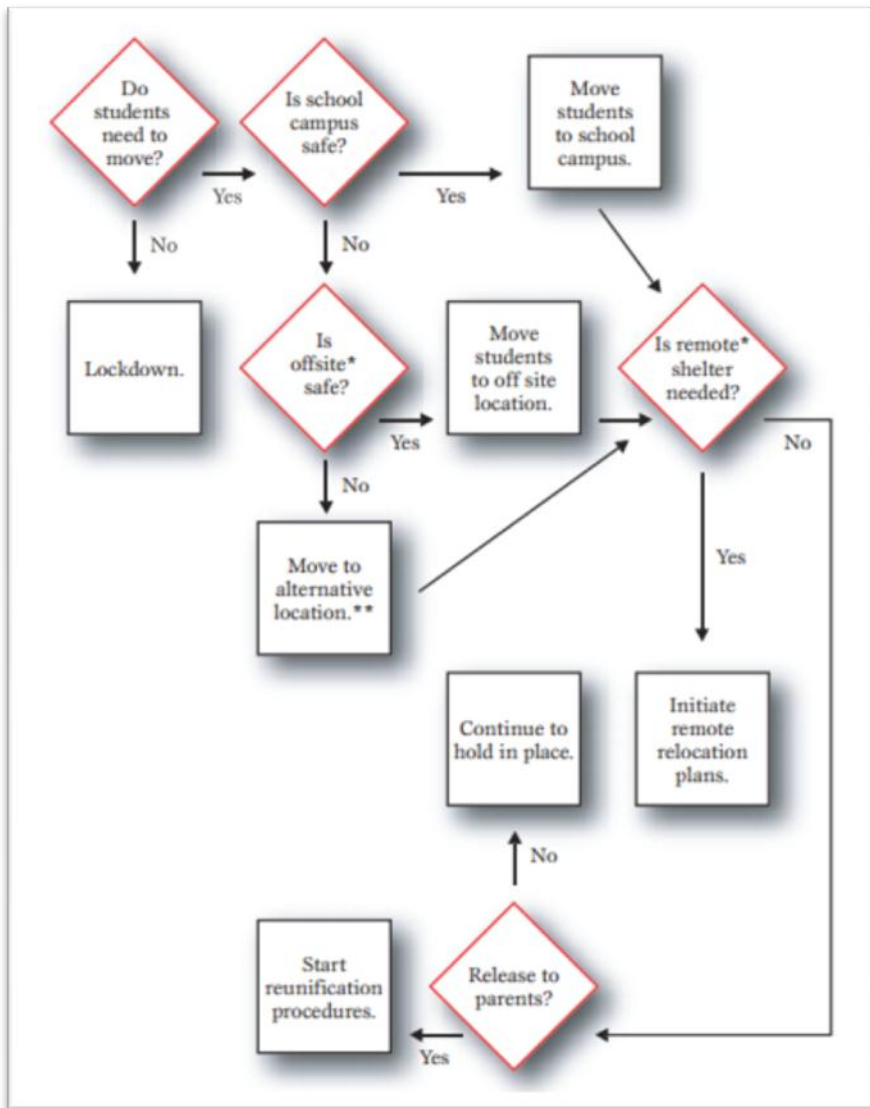 Do
students
need to
move?
Yes
No
Is school
campus
safe?
Yes
No
Move
students
to school
campus.
Lockdown.
Is
offsite*
safe?
Yes
No
Move
students
to off site
location.
Is remote*
shelter
needed?
No
Yes
Move to
alternative
location.**
Continue to
hold in place.
Initiate
remote
relocation
plans.
No
Start
reunification
procedures.
Release to
parents?
Yes